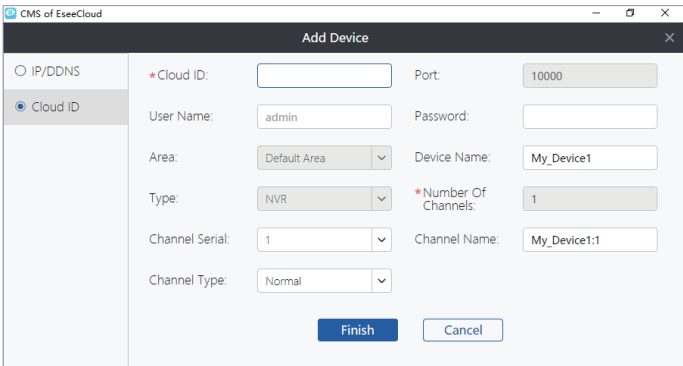 CMS of EseeCloud
Add Device
IP/DDNS
Cloud ID
*Cloud ID:
Port: 10000
User Name: admin
Password:
Area: Default Area
Device Name: My_Device1
Type: NVR
*Number Of
Channels: 1
Channel Serial: 1
Channel Name: My_Device1:1
Channel Type: Normal
Finish Cancel